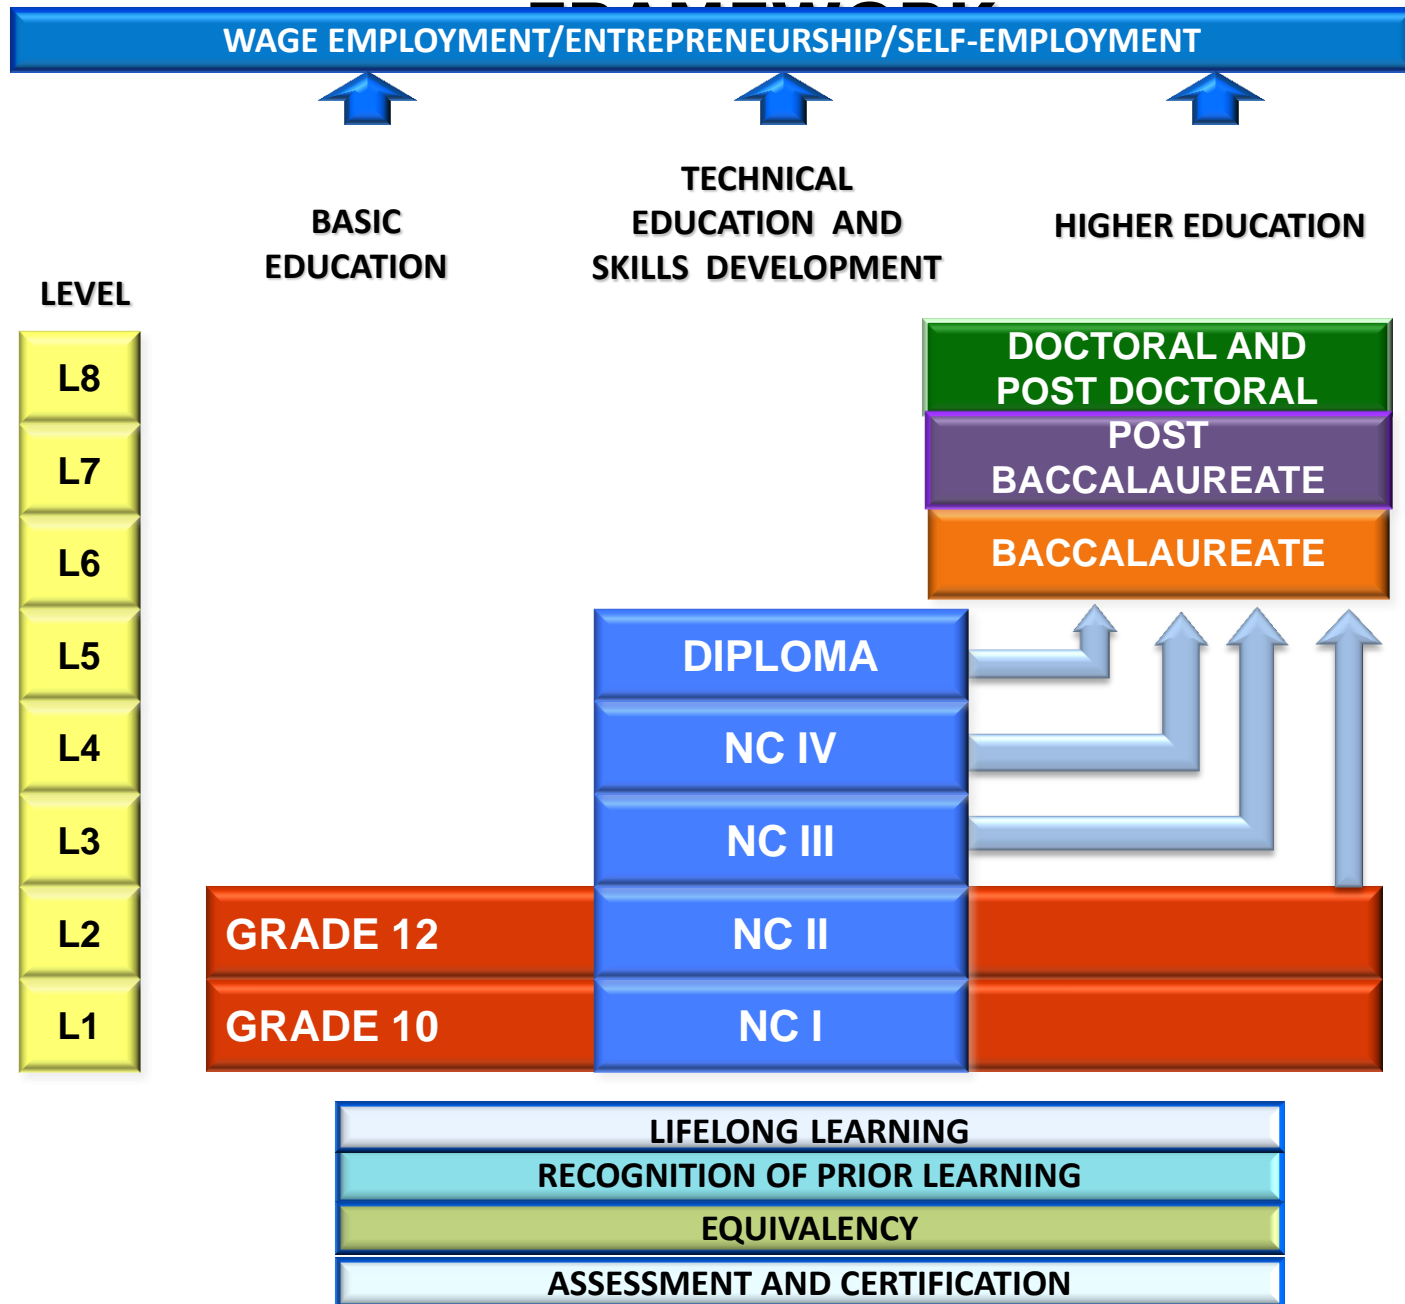 FRAMEWORK
WAGE EMPLOYMENT/ENTREPRENEURSHIP/SELF-EMPLOYMENT
BASIC
EDUCATION
TECHNICAL
EDUCATION AND
SKILLS DEVELOPMENT
HIGHER EDUCATION
LEVEL
L8
DOCTORAL AND
POST DOCTORAL
L7
POST
BACCALAUREATE
L6
BACCALAUREATE
L5
DIPLOMA
L4
NC IV
L3
NC III
L2
GRADE 12
NC II
L1
GRADE 10
NC I
LIFELONG LEARNING
RECOGNITION OF PRIOR LEARNING
EQUIVALENCY
ASSESSMENT AND CERTIFICATION